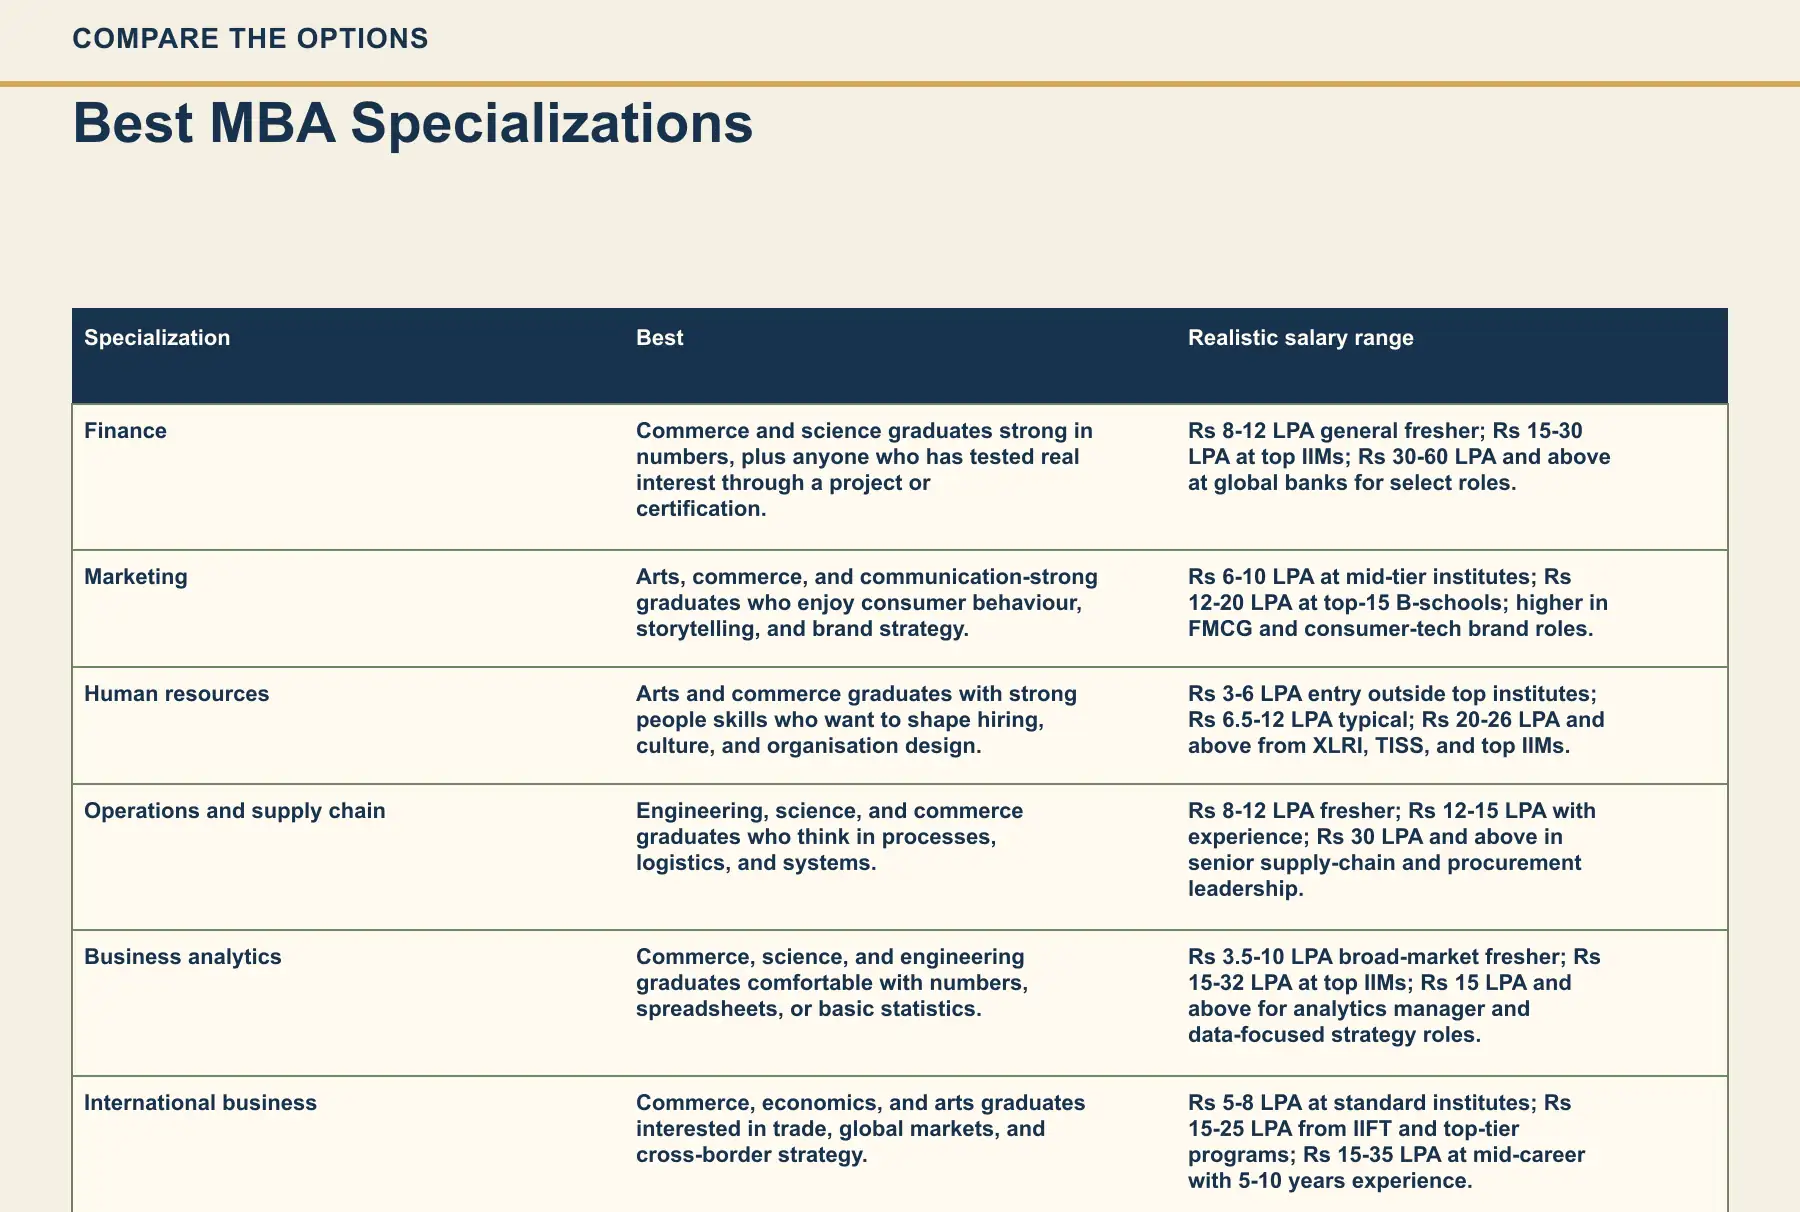 COMPARE THE OPTIONS
Best MBA Specializations
Specialization
Best
Realistic salary range
Finance
Commerce and science graduates strong in
numbers, plus anyone who has tested real
interest through a project or
certification.
Rs 8-12 LPA general fresher; Rs 15-30
LPA at top IIMs; Rs 30-60 LPA and above
at global banks for select roles.
Marketing
Arts, commerce, and communication-strong
graduates who enjoy consumer behaviour,
storytelling, and brand strategy.
Rs 6-10 LPA at mid-tier institutes; Rs
12-20 LPA at top-15 B-schools; higher in
FMCG and consumer-tech brand roles.
Human resources
Arts and commerce graduates with strong
people skills who want to shape hiring,
culture, and organisation design.
Rs 3-6 LPA entry outside top institutes;
Rs 6.5-12 LPA typical; Rs 20-26 LPA and
above from XLRI, TISS, and top IIMs.
Operations and supply chain
Engineering, science, and commerce
graduates who think in processes,
logistics, and systems.
Rs 8-12 LPA fresher; Rs 12-15 LPA with
experience; Rs 30 LPA and above in
senior supply-chain and procurement
leadership.
Business analytics
Commerce, science, and engineering
graduates comfortable with numbers,
spreadsheets, or basic statistics.
Rs 3.5-10 LPA broad-market fresher; Rs
15-32 LPA at top IIMs; Rs 15 LPA and
above for analytics manager and
data-focused strategy roles.
International business
Commerce, economics, and arts graduates
interested in trade, global markets, and
cross-border strategy.
Rs 5-8 LPA at standard institutes; Rs
15-25 LPA from IIFT and top-tier
programs; Rs 15-35 LPA at mid-career
with 5-10 years experience.